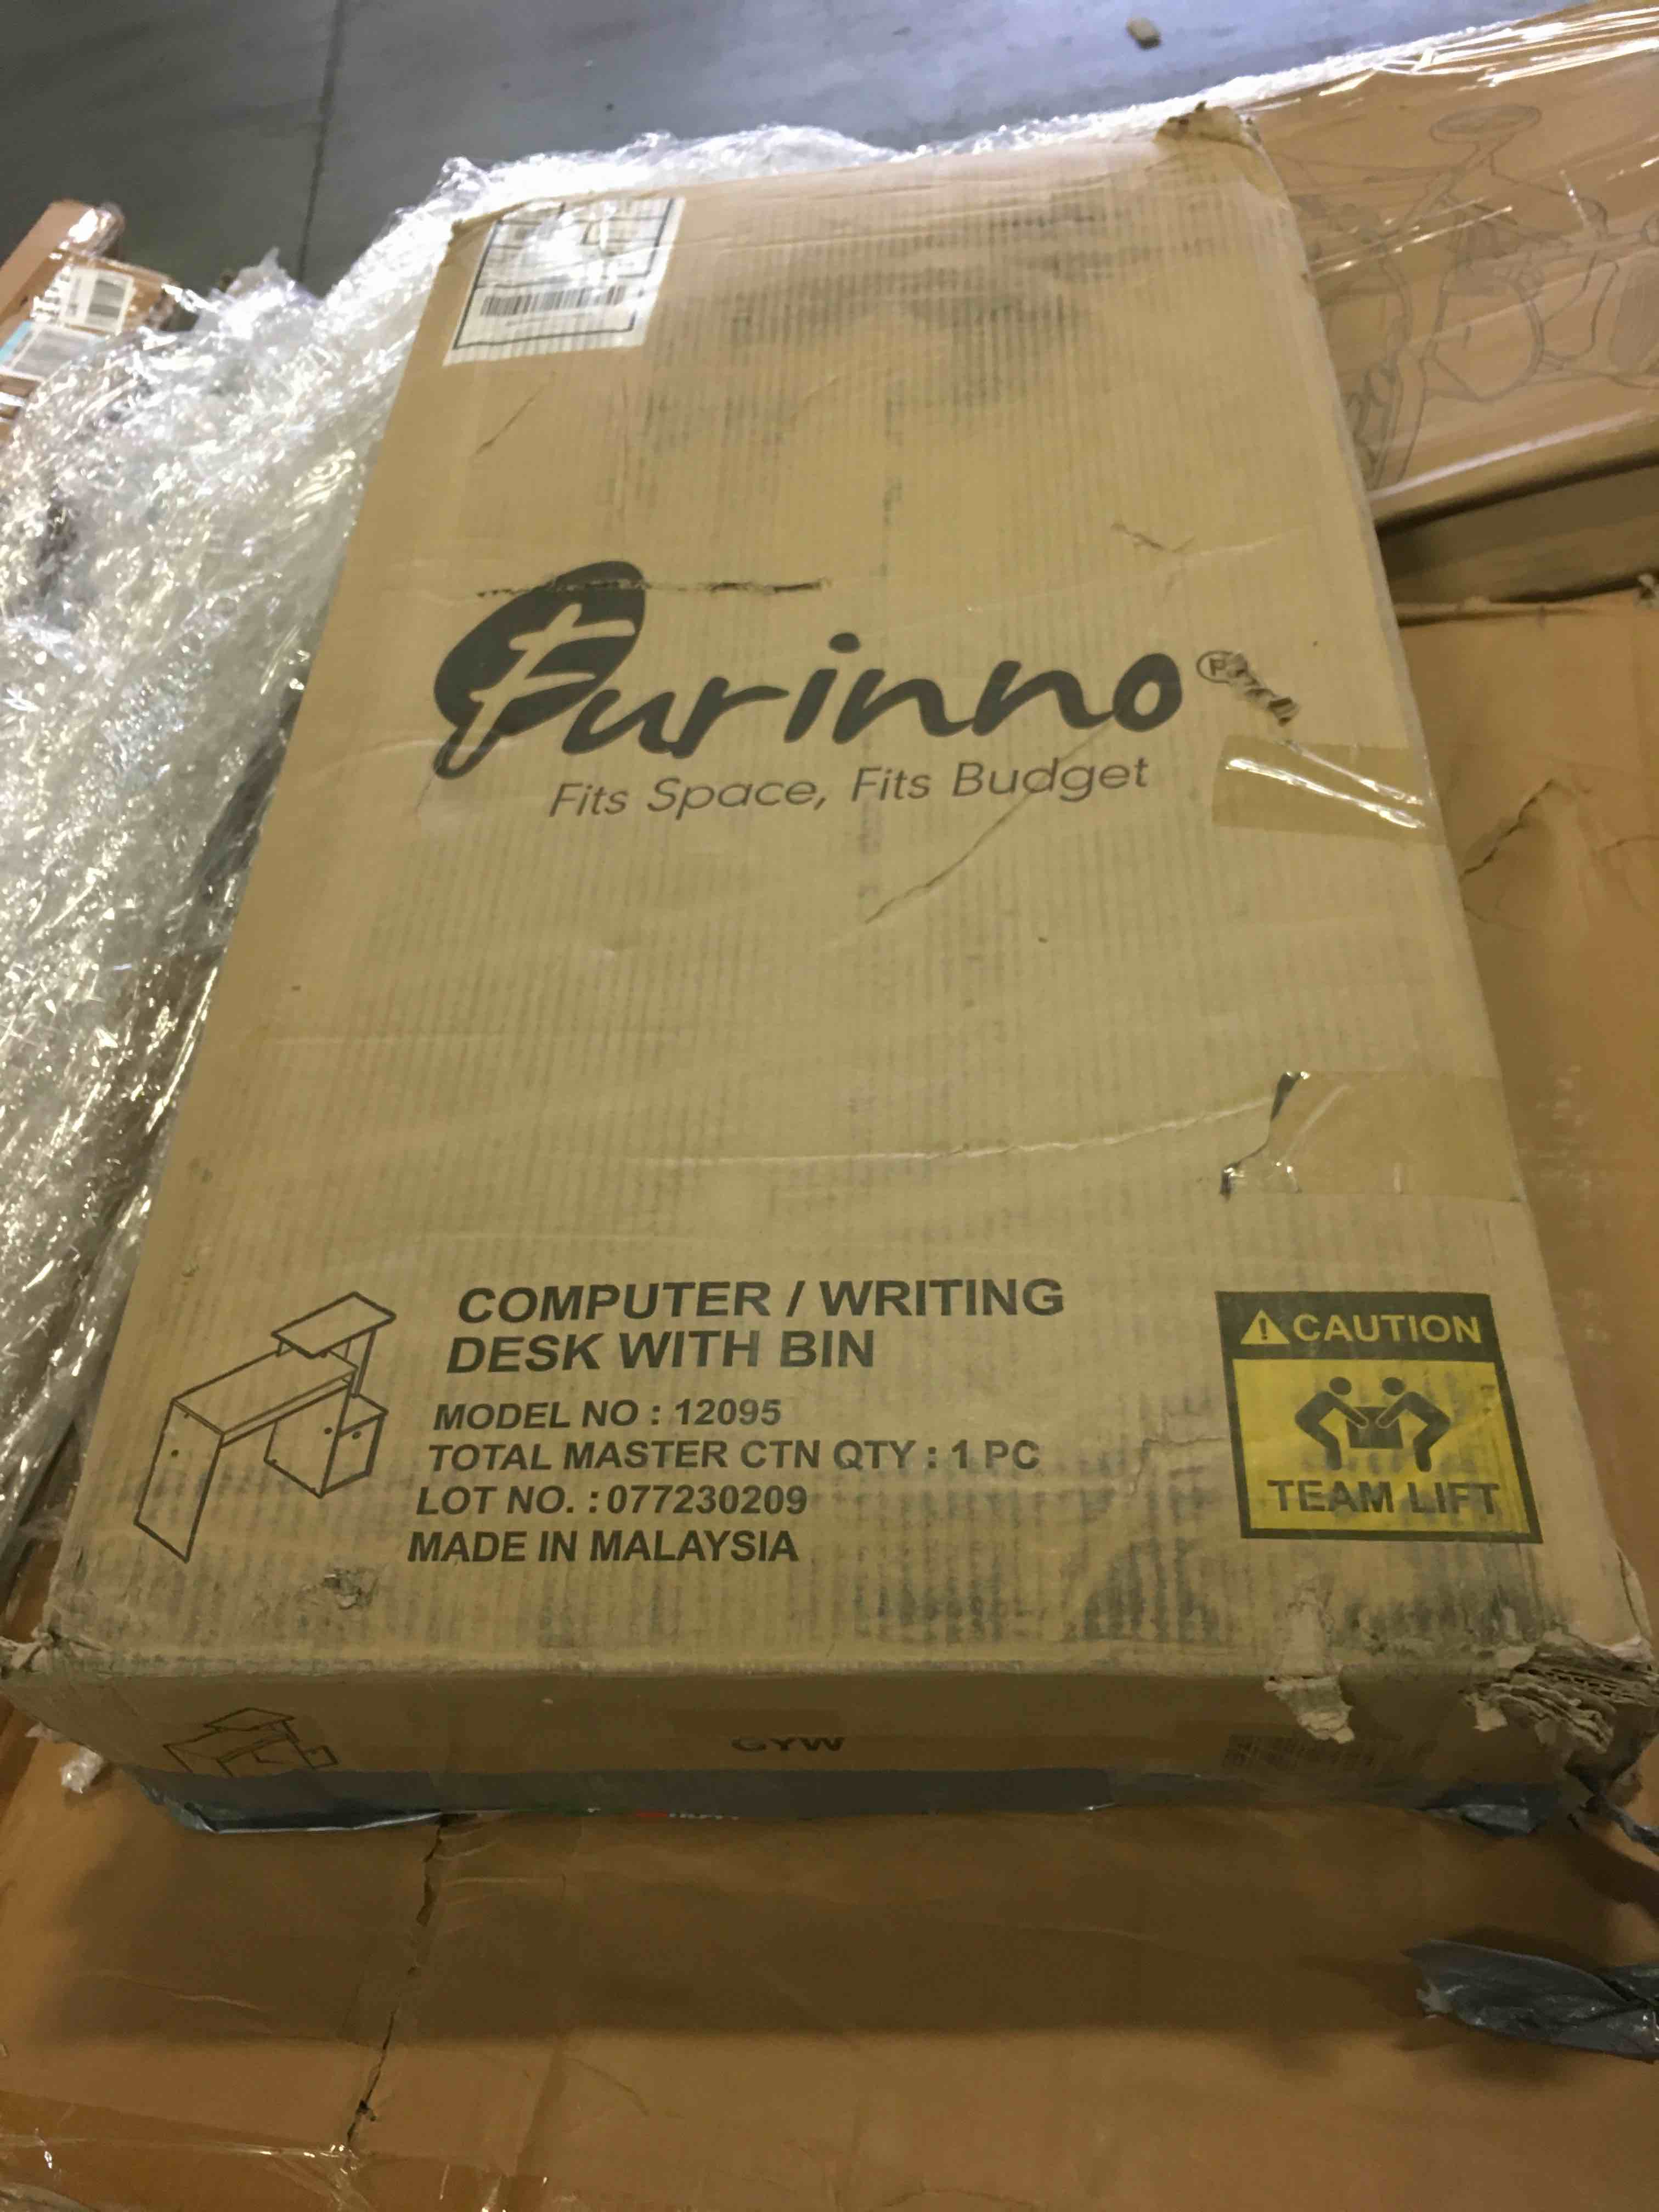 Furinno®
Fits Space, Fits Budget
COMPUTER / WRITING
DESK WITH BIN
MODEL NO : 12095
TOTAL MASTER CTN QTY : 1 PC
LOT NO. : 077230209
MADE IN MALAYSIA
CAUTION
TEAM LIFT
GYW